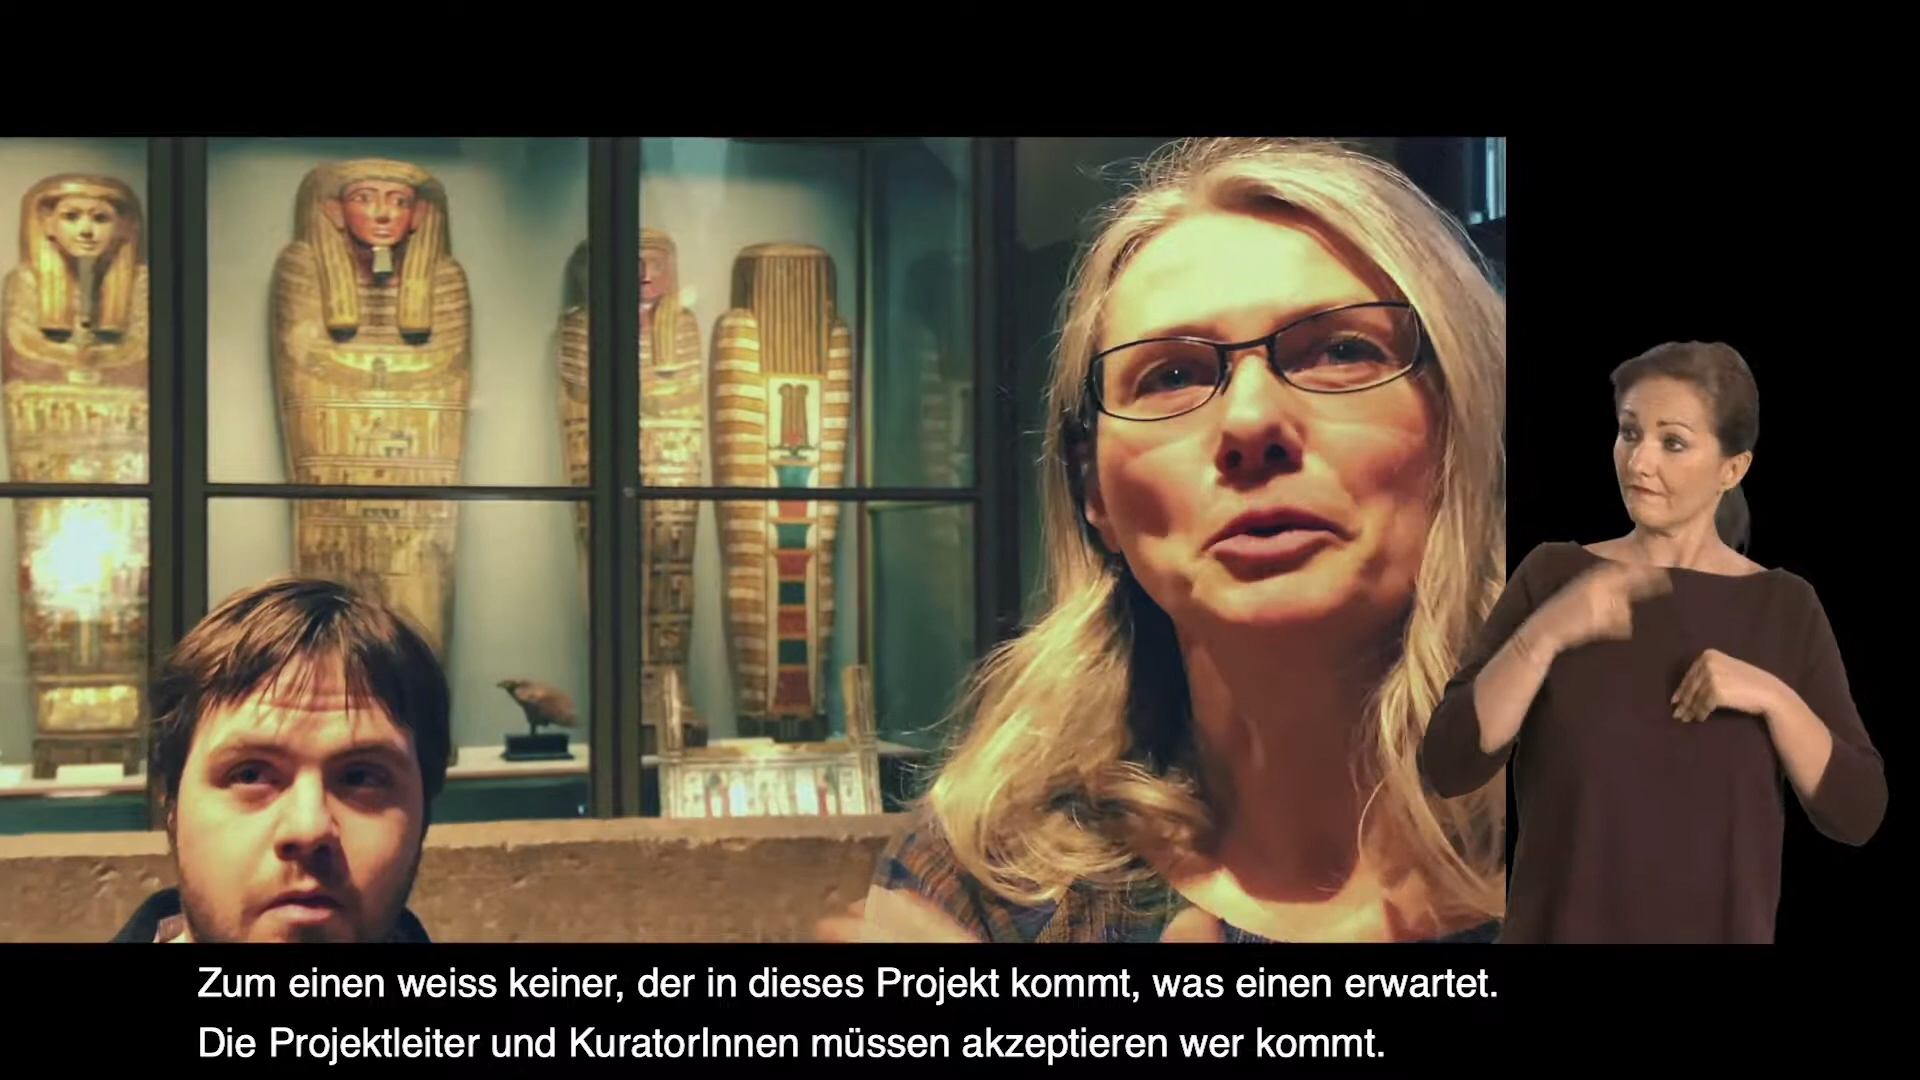 Zum einen weiss keiner, der in dieses Projekt kommt, was einen erwartet.
Die Projektleiter und KuratorInnen müssen akzeptieren wer kommt.